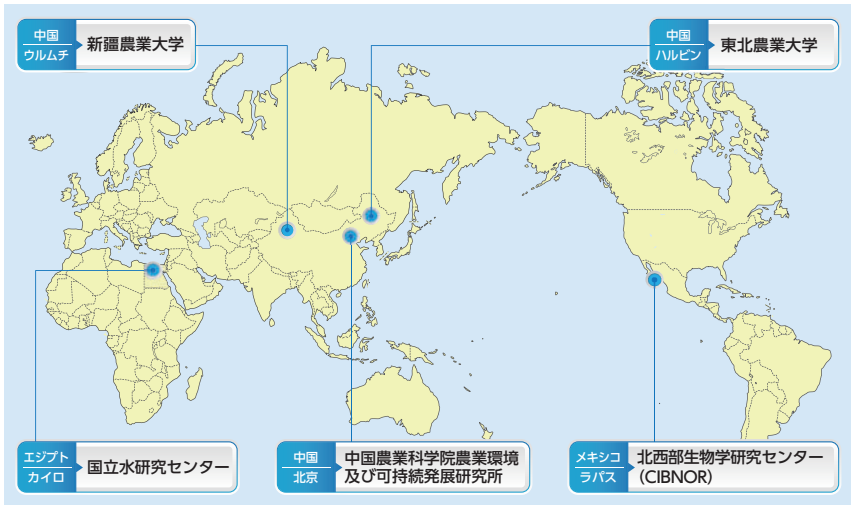 中国
ウルムチ
新疆農業大学
中国
ハルビン
東北農業大学
エジプト
カイロ
国立水研究センター
中国
北京
中国農業科学院農業環境
及び可持続発展研究所
メキシコ
ラパス
北西部生物学研究センター
(CIBNOR)